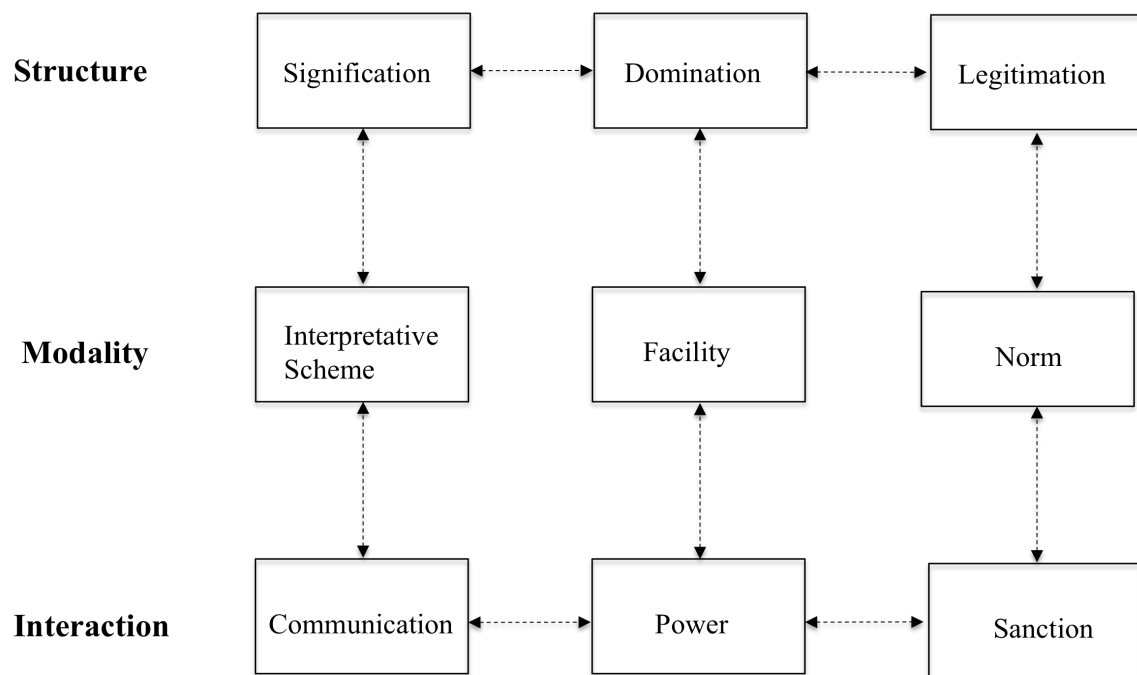 Structure
Signification
Domination
Legitimation
Modality
Interpretative
Scheme
Facility
Norm
Interaction
Communication
Power
Sanction